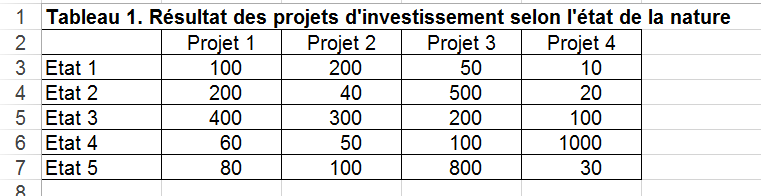 1 Tableau 1. Résultat des projets d'investissement selon l'état de la nature
2 Projet 1 Projet 2 Projet 3 Projet 4
3 Etat 1 100 200 50 10
4 Etat 2 200 40 500 20
5 Etat 3 400 300 200 100
6 Etat 4 60 50 100 1000
7 Etat 5 80 100 800 30
8